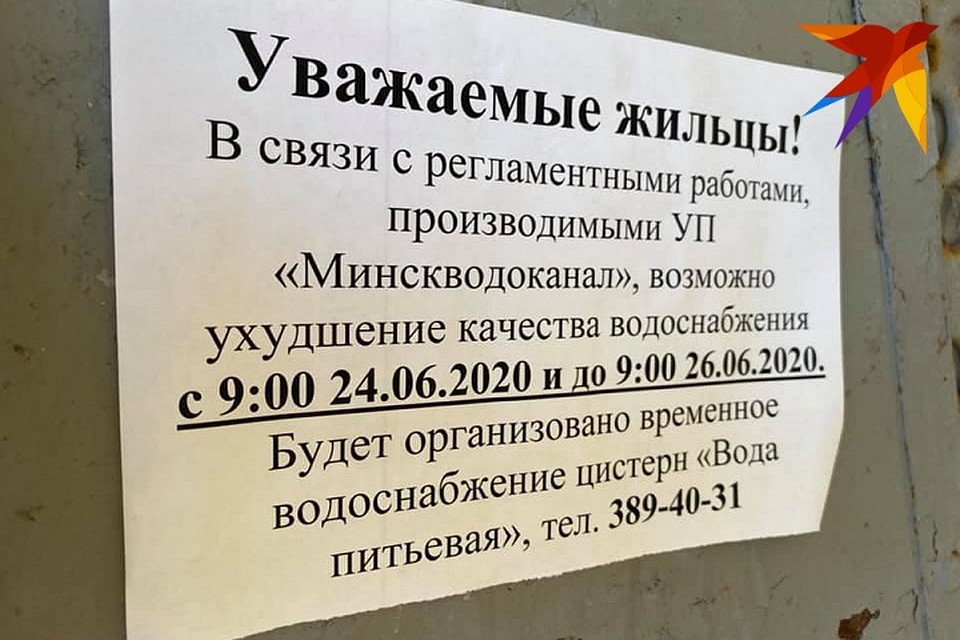 Уважаемые жильцы!
В связи с регламентными работами,
производимыми УП
«Минскводоканал», возможно
ухудшение качества водоснабжения
с 9:00 24.06.2020 и до 9:00 26.06.2020.
Будет организовано временное
водоснабжение цистерн «Вода
питьевая», тел. 389-40-31